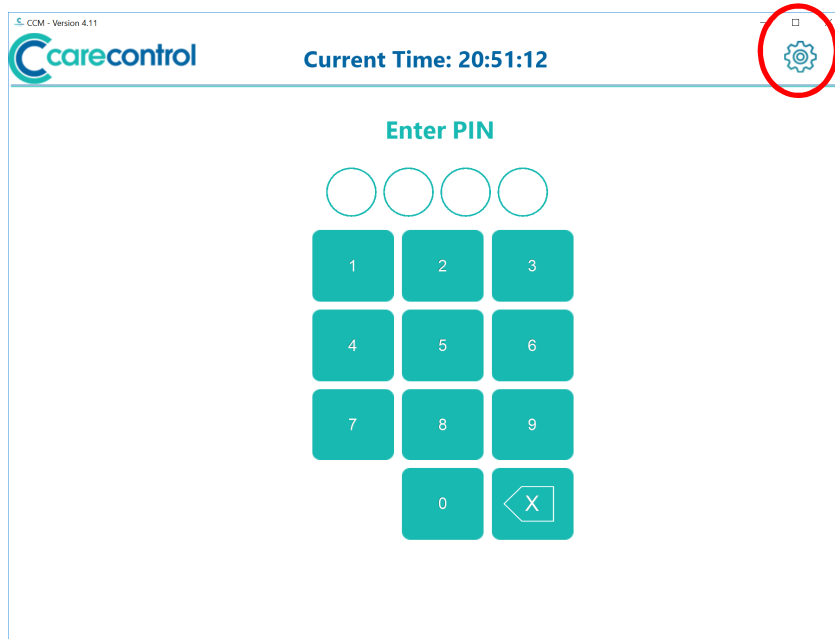 CCM - Version 4.11
carecontrol
Current Time: 20:51:12
Enter PIN
1 2 3
4 5 6
7 8 9
0 X